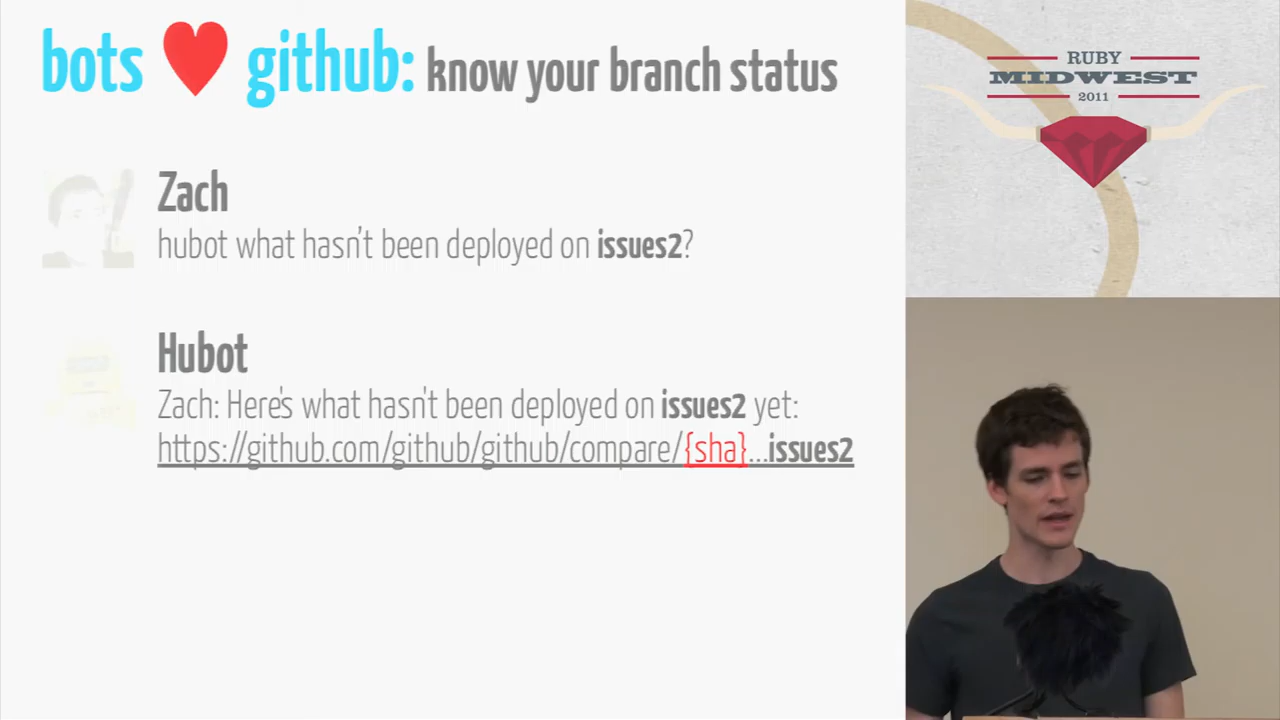 bots ♥ github: know your branch status
Zach
hubot what hasn't been deployed on issues2?
Hubot
Zach: Here's what hasn't been deployed on issues2 yet:
https://github.com/github/github/compare/{sha}...issues2
RUBY
MIDWEST
2011